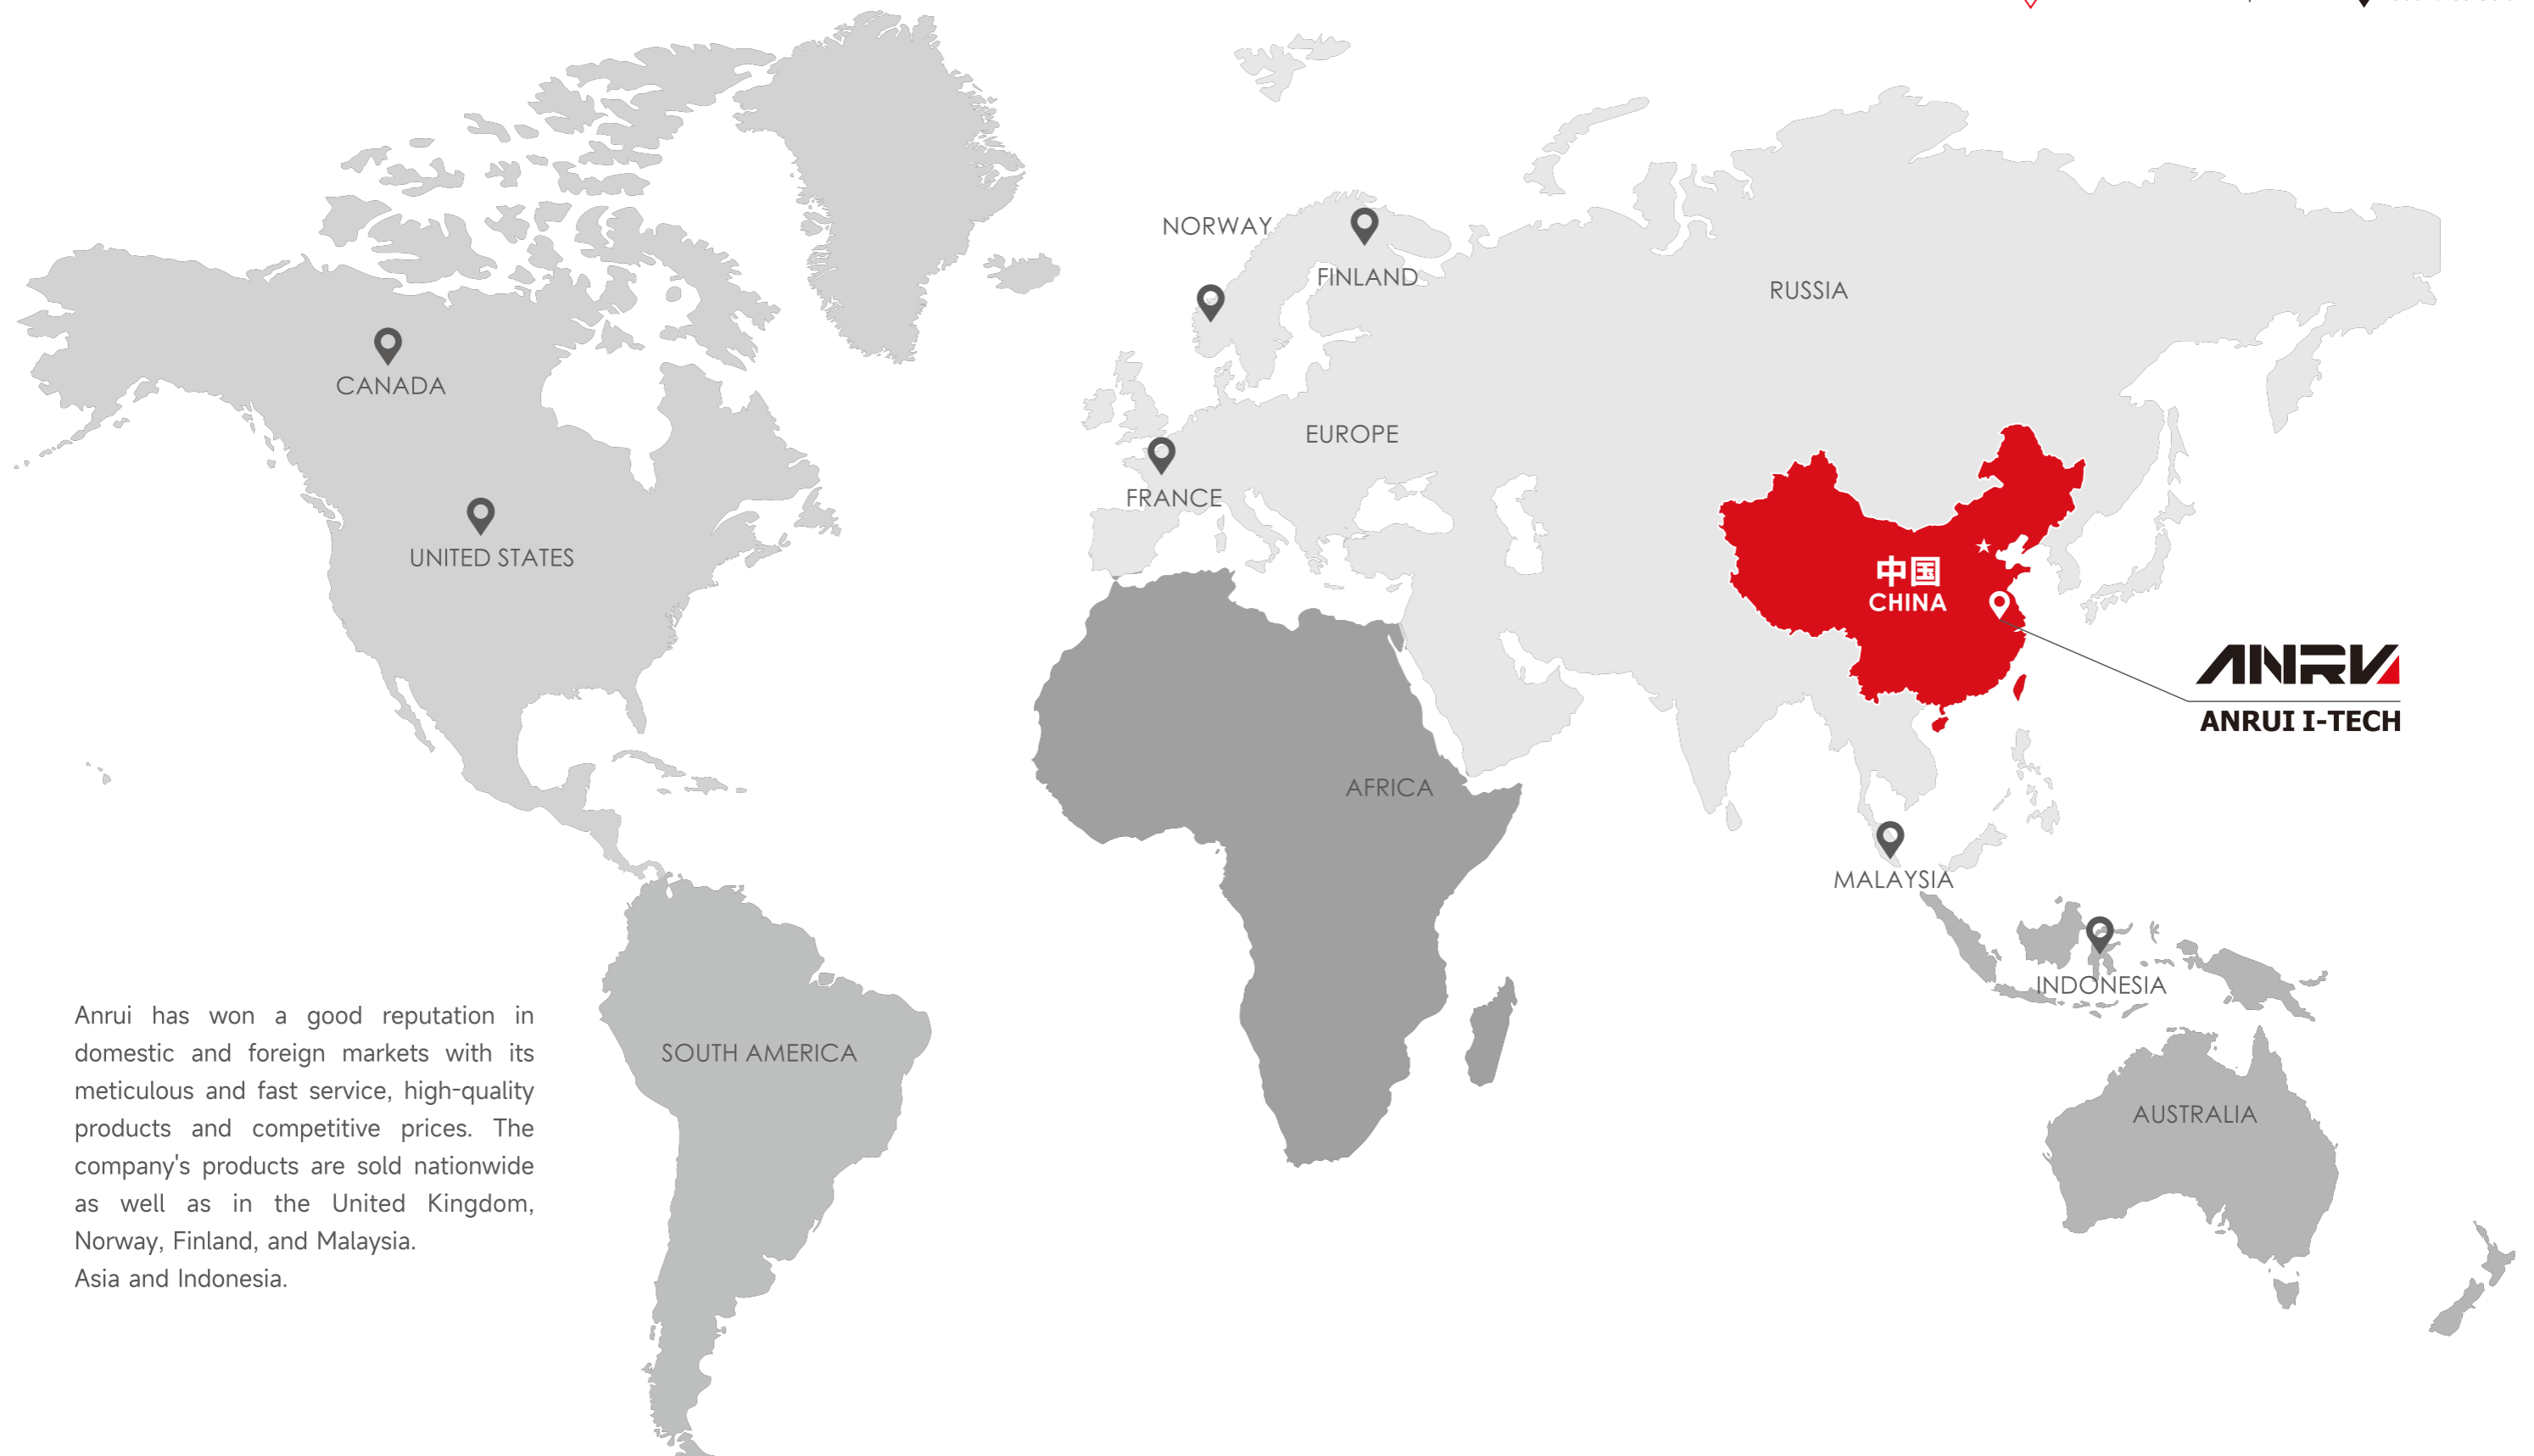 NORWAY
FINLAND
RUSSIA
CANADA
EUROPE
FRANCE
UNITED STATES
中国
CHINA
ANRUI
ANRUI I-TECH
AFRICA
MALAYSIA
INDONESIA
SOUTH AMERICA
AUSTRALIA
Anrui has won a good reputation in
domestic and foreign markets with its
meticulous and fast service, high-quality
products and competitive prices. The
company's products are sold nationwide
as well as in the United Kingdom,
Norway, Finland, and Malaysia.
Asia and Indonesia.